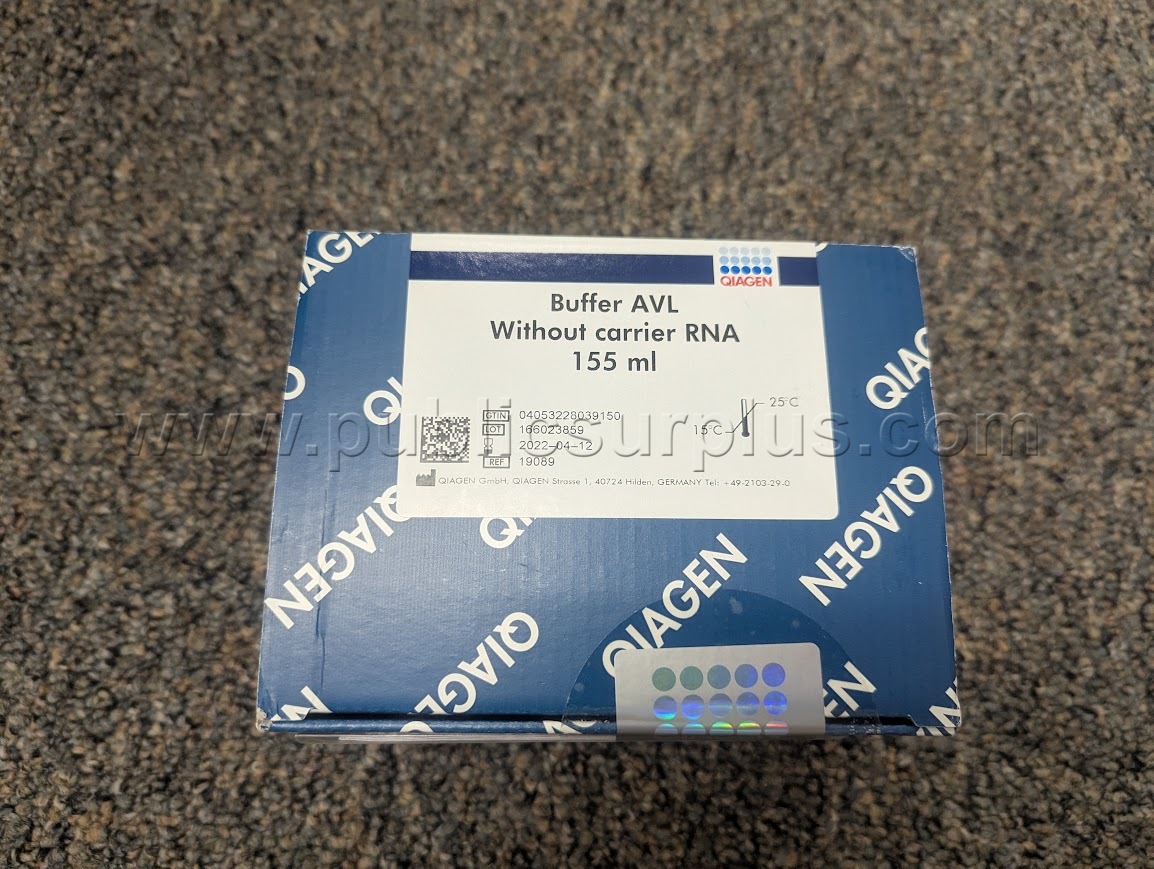 QIAGEN
Buffer AVL
Without carrier RNA
155 ml
GTIN 04053228039150
LOT 166023859
2022-04-12
REF 19089
25°C
15°C
QIAGEN GmbH, QIAGEN Strasse 1, 40724 Hilden, GERMANY Tel: +49-2103-29-0
www.publicsurplus.com
QIAGEN
QIAGEN
QIAGEN
QIAGEN
QIAGEN